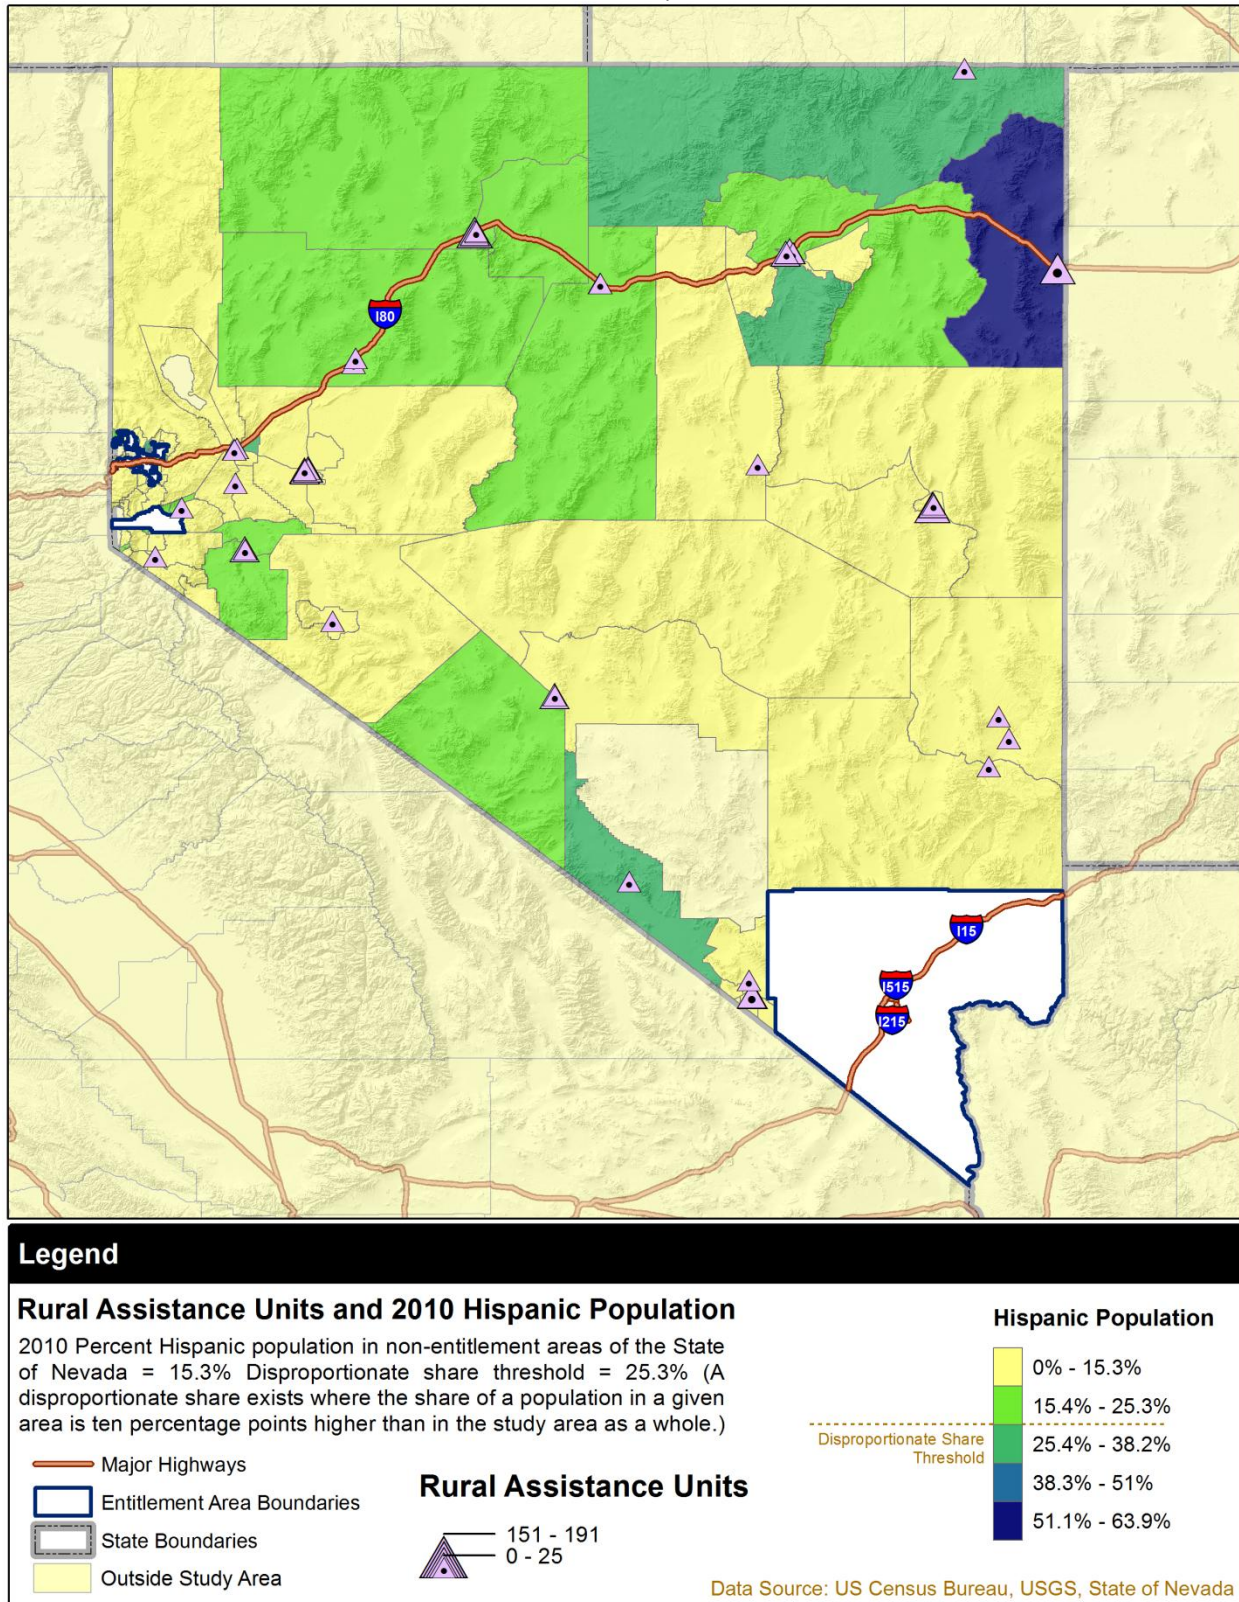 I80
I15
I515
I215
Legend
Rural Assistance Units and 2010 Hispanic Population
2010 Percent Hispanic population in non-entitlement areas of the State
of Nevada = 15.3% Disproportionate share threshold = 25.3% (A
disproportionate share exists where the share of a population in a given
area is ten percentage points higher than in the study area as a whole.)
Major Highways
Entitlement Area Boundaries
State Boundaries
Outside Study Area
Rural Assistance Units
151 - 191
0 - 25
Hispanic Population
0% - 15.3%
15.4% - 25.3%
Disproportionate Share
Threshold
25.4% - 38.2%
38.3% - 51%
51.1% - 63.9%
Data Source: US Census Bureau, USGS, State of Nevada